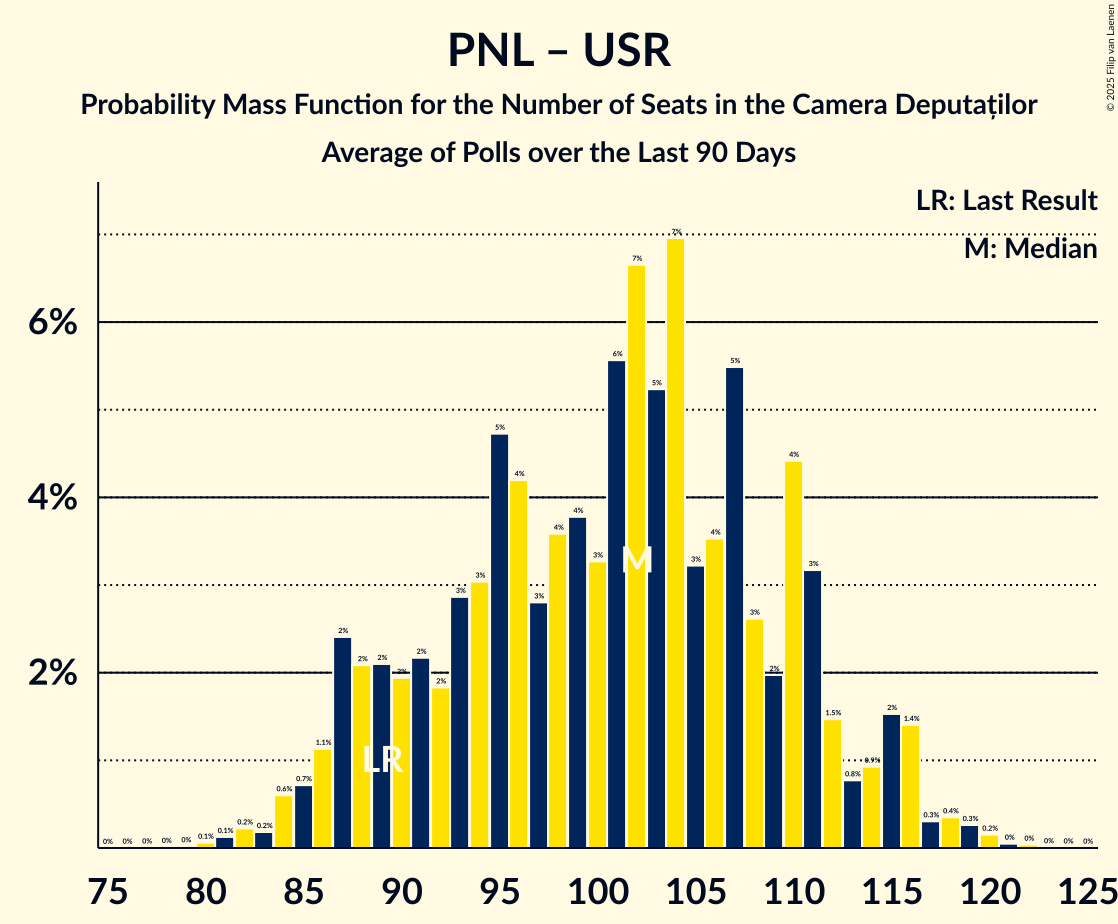 PNL – USR
Probability Mass Function for the Number of Seats in the Camera Deputaților
Average of Polls over the Last 90 Days
© 2025 Filip van Laenen
LR: Last Result
M: Median
6%
4%
2%
0% 0% 0% 0% 0% 0.1% 0.1% 0.2% 0.2% 0.6% 0.7% 1.1% 2% 2% 2% 2% 2% 2% 3% 3% 5% 4% 3% 4% 4% 3% 6% 7% 5% 7% 3% 4% 5% 3% 2% 4% 3% 1.5% 0.8% 0.9% 2% 1.4% 0.3% 0.4% 0.3% 0.2% 0% 0% 0% 0% 0%
M
LR
75 80 85 90 95 100 105 110 115 120 125